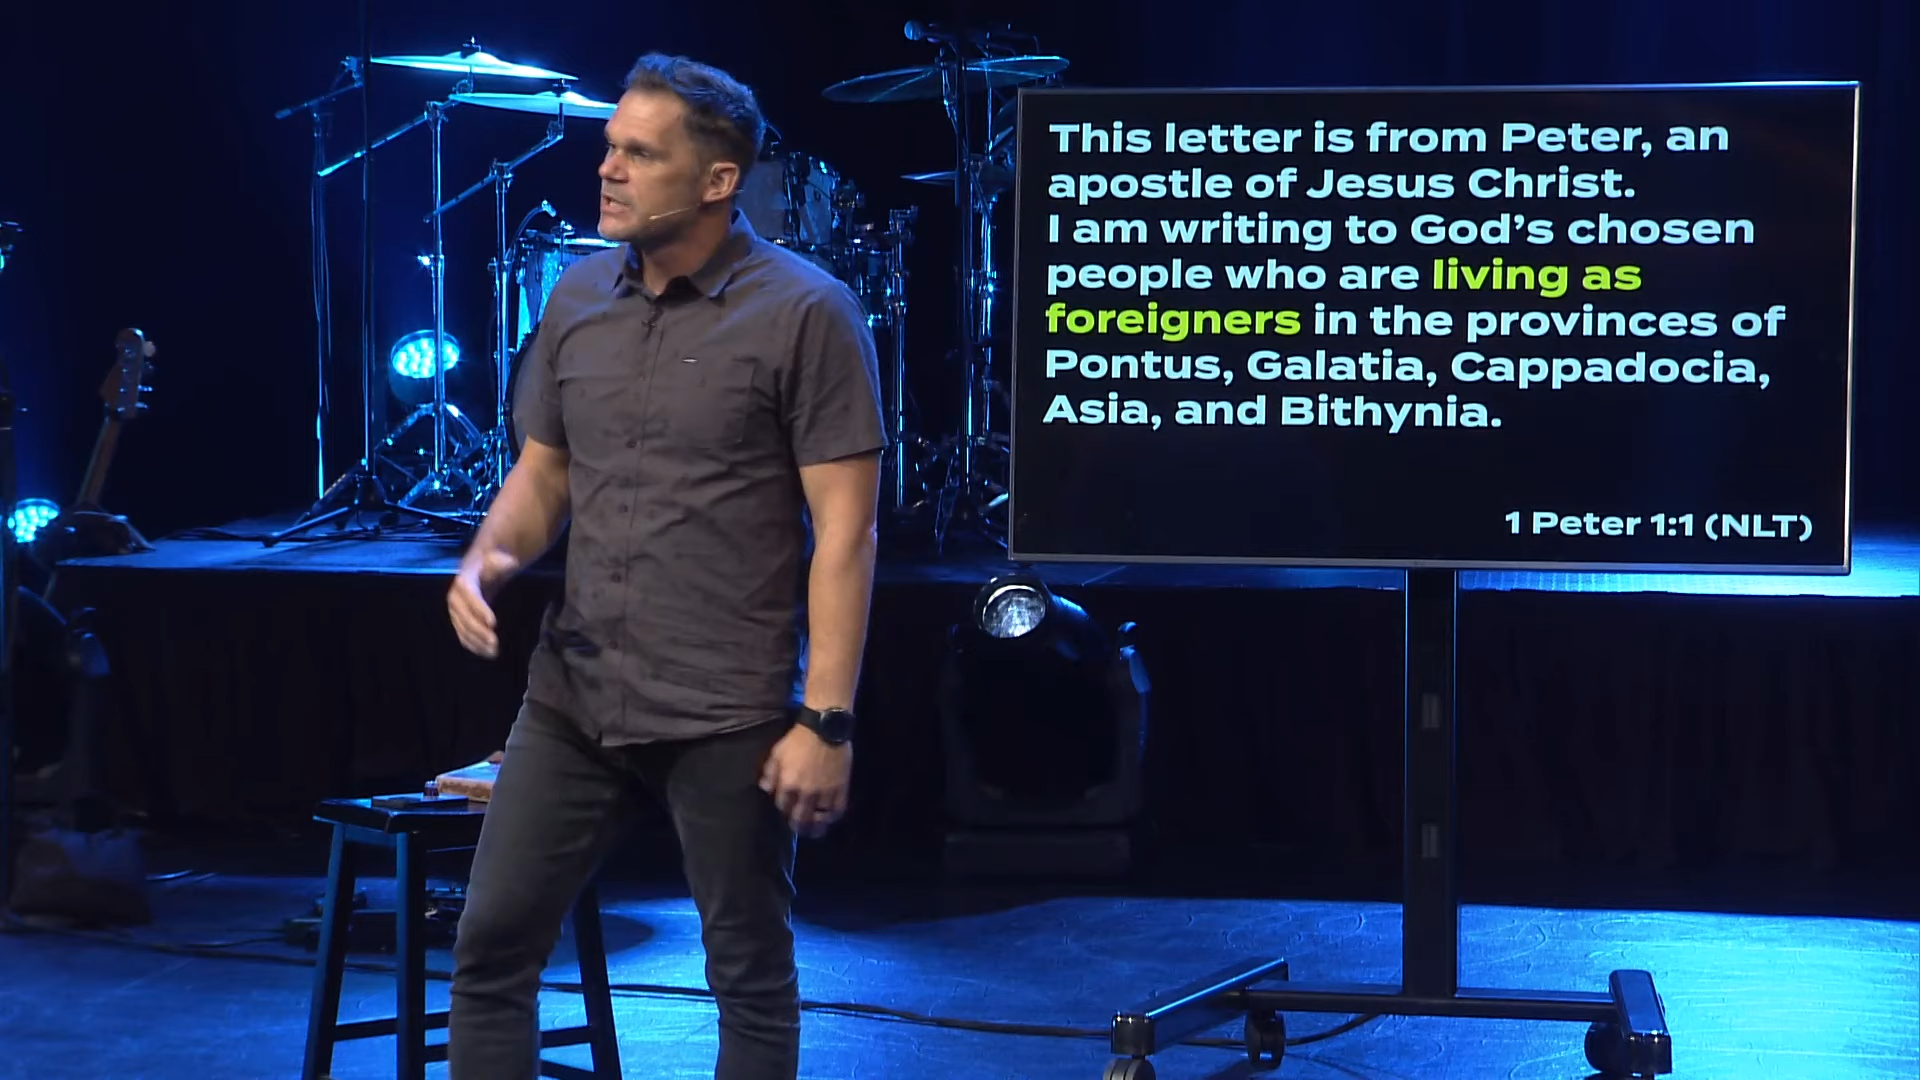 This letter is from Peter, an
apostle of Jesus Christ.
I am writing to God's chosen
people who are living as
foreigners in the provinces of
Pontus, Galatia, Cappadocia,
Asia, and Bithynia.
1 Peter 1:1 (NLT)